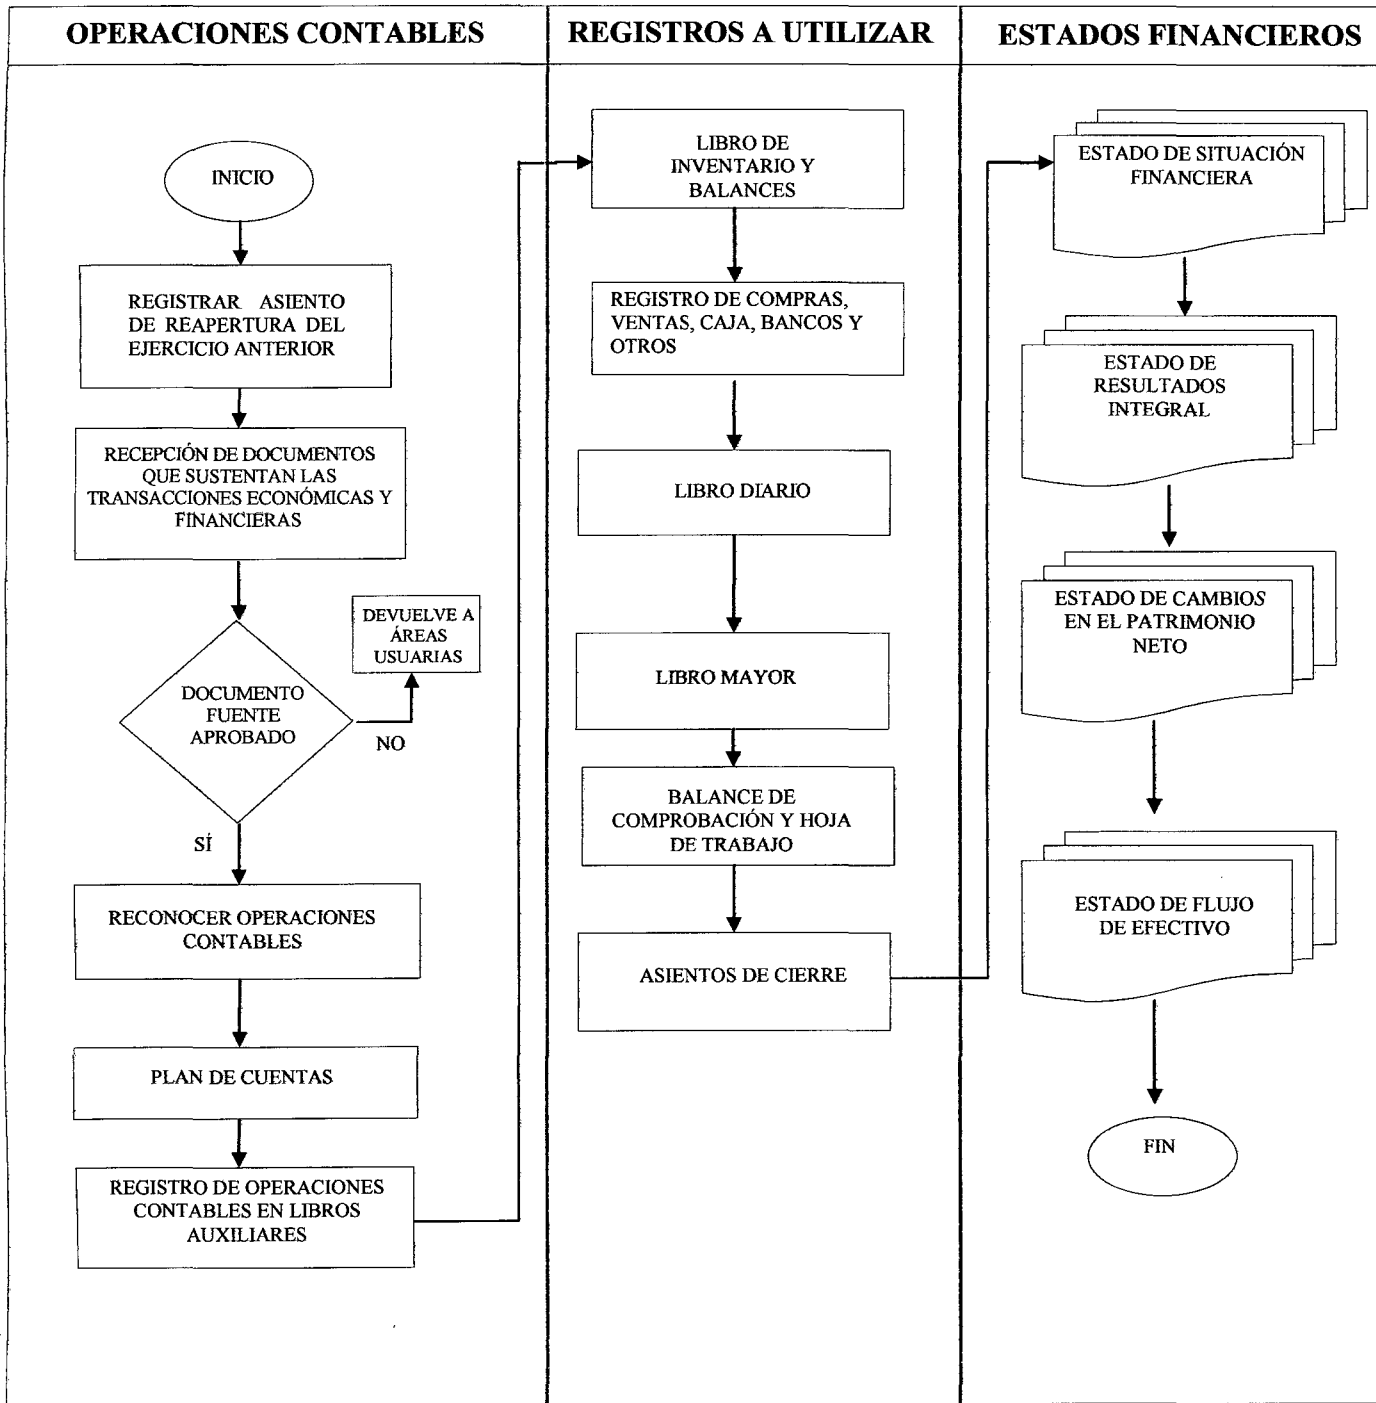 OPERACIONES CONTABLES
REGISTROS A UTILIZAR
ESTADOS FINANCIEROS
INICIO
REGISTRAR ASIENTO
DE REAPERTURA DEL
EJERCICIO ANTERIOR
RECEPCIÓN DE DOCUMENTOS
QUE SUSTENTAN LAS
TRANSACCIONES ECONÓMICAS Y
FINANCIERAS
DEVUELVE A
ÁREAS
USUARIAS
DOCUMENTO
FUENTE
APROBADO
NO
SÍ
RECONOCER OPERACIONES
CONTABLES
PLAN DE CUENTAS
REGISTRO DE OPERACIONES
CONTABLES EN LIBROS
AUXILIARES
LIBRO DE
INVENTARIO Y
BALANCES
REGISTRO DE COMPRAS,
VENTAS, CAJA, BANCOS Y
OTROS
LIBRO DIARIO
LIBRO MAYOR
BALANCE DE
COMPROBACIÓN Y HOJA
DE TRABAJO
ASIENTOS DE CIERRE
ESTADO DE SITUACIÓN
FINANCIERA
ESTADO DE
RESULTADOS
INTEGRAL
ESTADO DE CAMBIOS
EN EL PATRIMONIO
NETO
ESTADO DE FLUJO
DE EFECTIVO
FIN